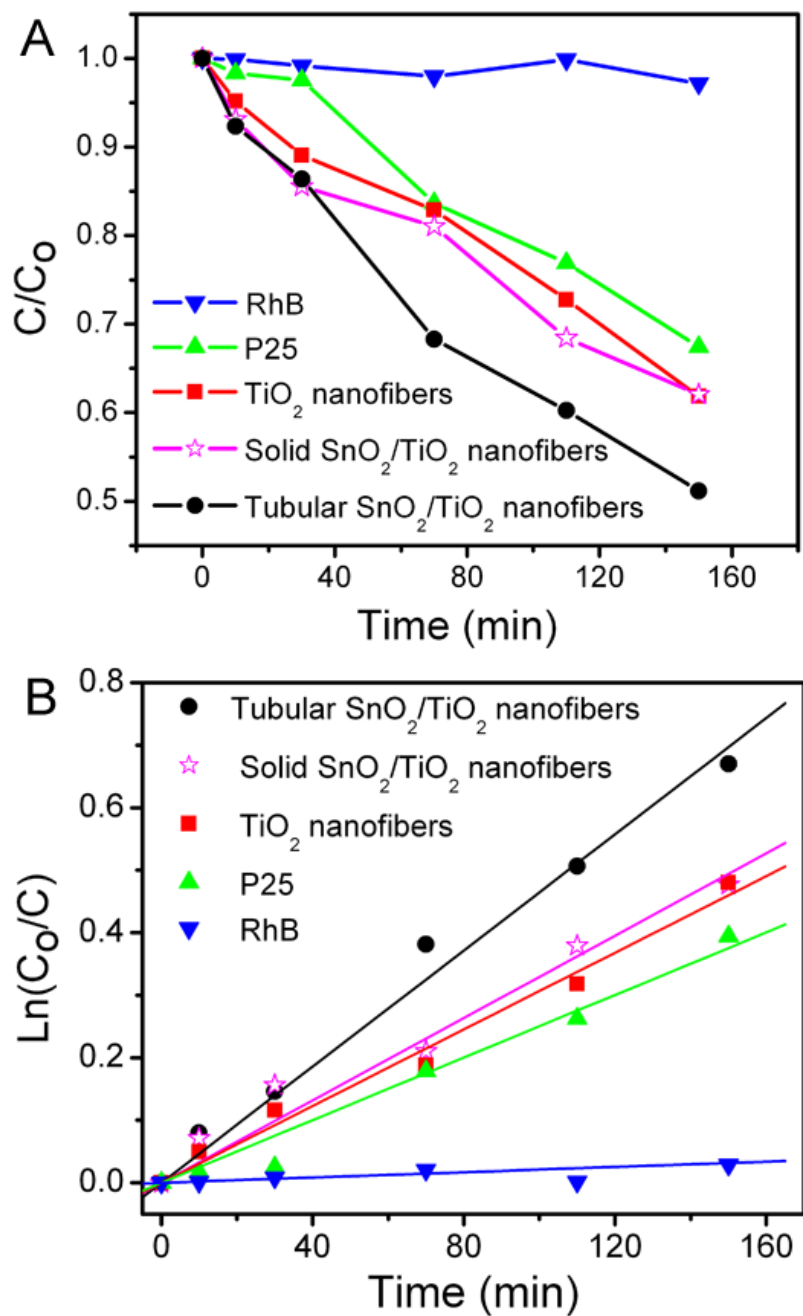 A
1.0
0.9
0.8
0.7
0.6
0.5
C/Co
RhB
P25
TiO₂ nanofibers
Solid SnO₂/TiO₂ nanofibers
Tubular SnO₂/TiO₂ nanofibers
0 40 80 120 160
Time (min)
B
0.8
0.6
0.4
0.2
0.0
Ln(Co/C)
Tubular SnO₂/TiO₂ nanofibers
Solid SnO₂/TiO₂ nanofibers
TiO₂ nanofibers
P25
RhB
0 40 80 120 160
Time (min)